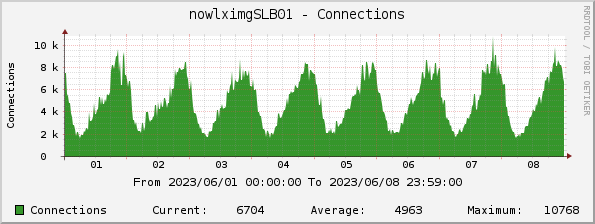 nowlximgSLB01 - Connections
RRDTOOL / TOBI OETIKER
Connections
10 k
8 k
6 k
4 k
2 k
0
01 02 03 04 05 06 07 08
From 2023/06/01 00:00:00 To 2023/06/08 23:59:00
Connections Current: 6704 Average: 4963 Maximum: 10768